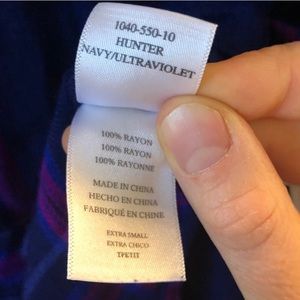 1040-550-10
HUNTER
NAVY/ULTRAVIOLET
100% RAYON
100% RAYON
100% RAYONNE
MADE IN CHINA
HECHO EN CHINA
FABRIQUÉ EN CHINE
EXTRA SMALL
EXTRA CHICO
TPETIT